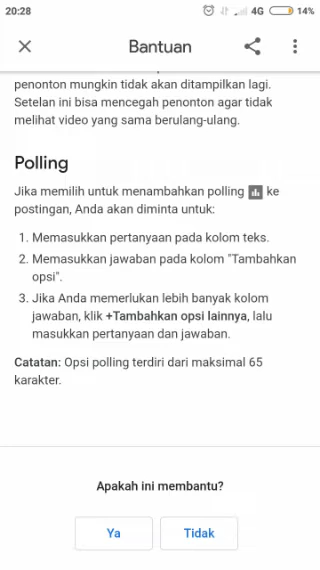 20:28
4G
14%
Bantuan
penonton mungkin tidak akan ditampilkan lagi.
Setelan ini bisa mencegah penonton agar tidak
melihat video yang sama berulang-ulang.
Polling
Jika memilih untuk menambahkan polling ke
postingan, Anda akan diminta untuk:
1. Memasukkan pertanyaan pada kolom teks.
2. Memasukkan jawaban pada kolom "Tambahkan
opsi".
3. Jika Anda memerlukan lebih banyak kolom
jawaban, klik +Tambahkan opsi lainnya, lalu
masukkan pertanyaan dan jawaban.
Catatan: Opsi polling terdiri dari maksimal 65
karakter.
Apakah ini membantu?
Ya
Tidak